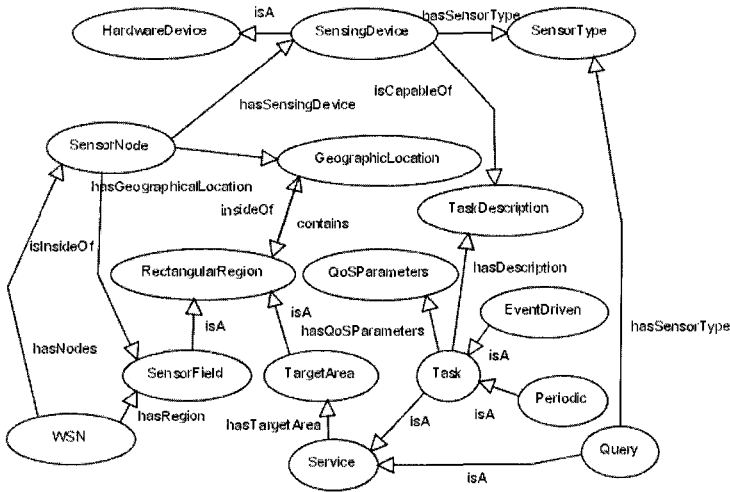 isA
hasSensorType
HardwareDevice
SensingDevice
SensorType
isCapableOf
hasSensingDevice
SensorNode
GeographicLocation
hasGeographicalLocation
insideOf
TaskDescription
contains
isInsideOf
RectangularRegion
QoSParameters
hasDescription
isA
isA
EventDriven
hasQoSParameters
hasSensorType
hasNodes
isA
SensorField
TargetArea
Task
Periodic
hasRegion
isA
hasTargetArea
isA
WSN
Query
Service
isA